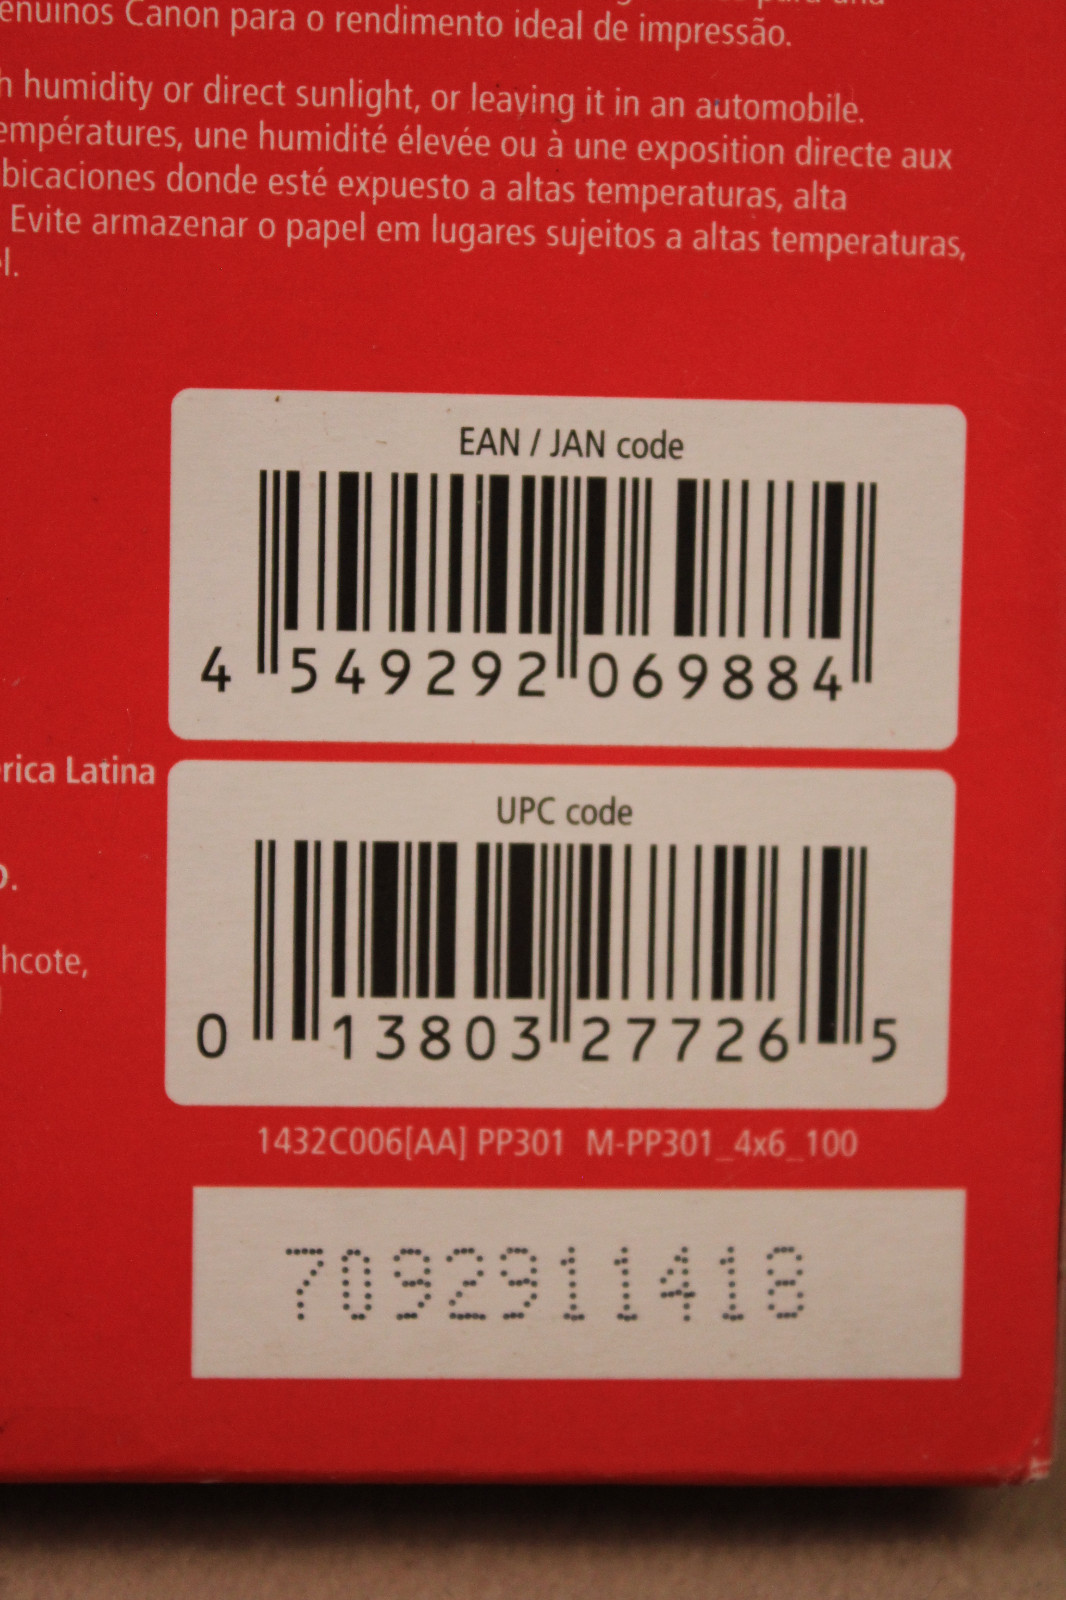 enuinos Canon para o rendimento ideal de impressão.
h humidity or direct sunlight, or leaving it in an automobile.
empératures, une humidité élevée ou à une exposition directe aux
bicaciones donde esté expuesto a altas temperaturas, alta
Evite armazenar o papel em lugares sujeitos a altas temperaturas,
el.
EAN / JAN code
4 549292 069884
rica Latina
UPC code
O.
hcote,
0 13803 27726 5
1432C006[AA] PP301 M-PP301_4x6_100
7092911418